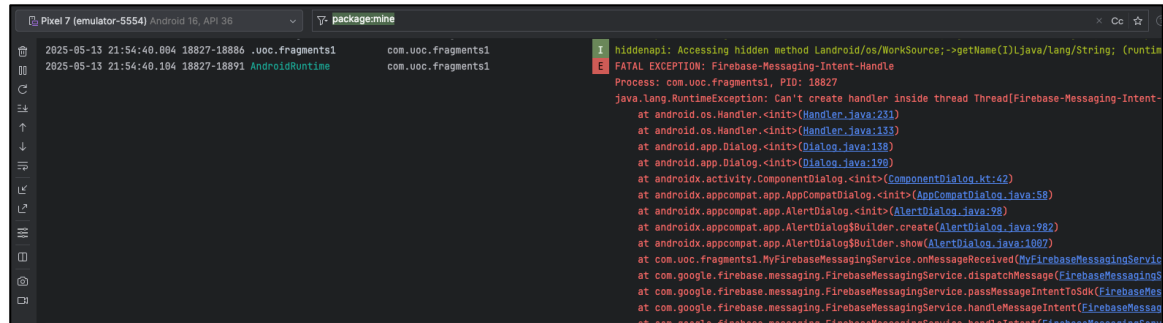 Pixel 7 (emulator-5554) Android 16, API 36
package:mine
Cc
2025-05-13 21:54:40.004 18827-18886 .uoc.fragments1 com.uoc.fragments1 I hiddenapi: Accessing hidden method Landroid/os/WorkSource;->getName(I)Ljava/lang/String; (runtim
2025-05-13 21:54:40.104 18827-18891 AndroidRuntime com.uoc.fragments1 E FATAL EXCEPTION: Firebase-Messaging-Intent-Handle
Process: com.uoc.fragments1, PID: 18827
java.lang.RuntimeException: Can't create handler inside thread Thread[Firebase-Messaging-Intent-
at android.os.Handler.<init>(Handler.java:231)
at android.os.Handler.<init>(Handler.java:133)
at android.app.Dialog.<init>(Dialog.java:138)
at android.app.Dialog.<init>(Dialog.java:190)
at androidx.activity.ComponentDialog.<init>(ComponentDialog.kt:42)
at androidx.appcompat.app.AppCompatDialog.<init>(AppCompatDialog.java:58)
at androidx.appcompat.app.AlertDialog.<init>(AlertDialog.java:98)
at androidx.appcompat.app.AlertDialog$Builder.create(AlertDialog.java:982)
at androidx.appcompat.app.AlertDialog$Builder.show(AlertDialog.java:1007)
at com.uoc.fragments1.MyFirebaseMessagingService.onMessageReceived(MyFirebaseMessagingServic
at com.google.firebase.messaging.FirebaseMessagingService.dispatchMessage(FirebaseMessagingS
at com.google.firebase.messaging.FirebaseMessagingService.passMessageIntentToSdk(FirebaseMes
at com.google.firebase.messaging.FirebaseMessagingService.handleMessageIntent(FirebaseMessag